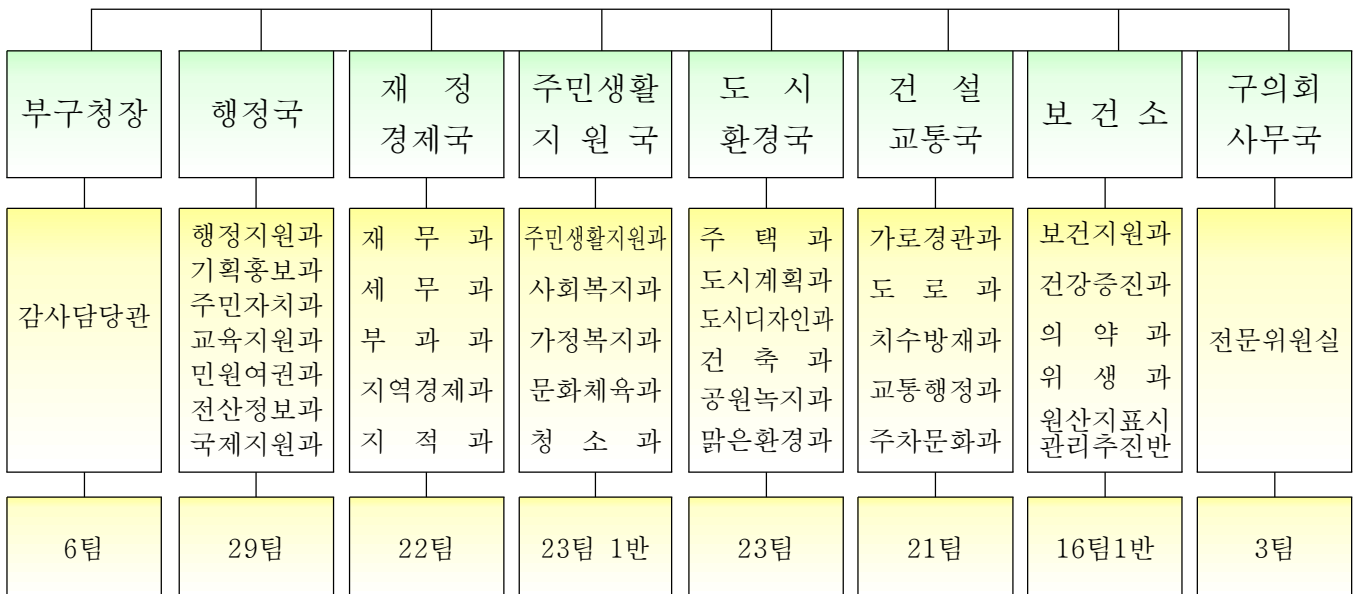 부구청장
행정국
재 정
경제국
주민생활
지 원 국
도 시
환경국
건 설
교통국
보 건 소
구의회
사무국
감사담당관
행정지원과
기획홍보과
주민자치과
교육지원과
민원여권과
전산정보과
국제지원과
재 무 과
세 무 과
부 과 과
지역경제과
지 적 과
주민생활지원과
사회복지과
가정복지과
문화체육과
청 소 과
주 택 과
도시계획과
도시디자인과
건 축 과
공원녹지과
맑은환경과
가로경관과
도 로 과
치수방재과
교통행정과
주차문화과
보건지원과
건강증진과
의 약 과
위 생 과
원산지표시
관리추진반
전문위원실
6팀
29팀
22팀
23팀 1반
23팀
21팀
16팀1반
3팀